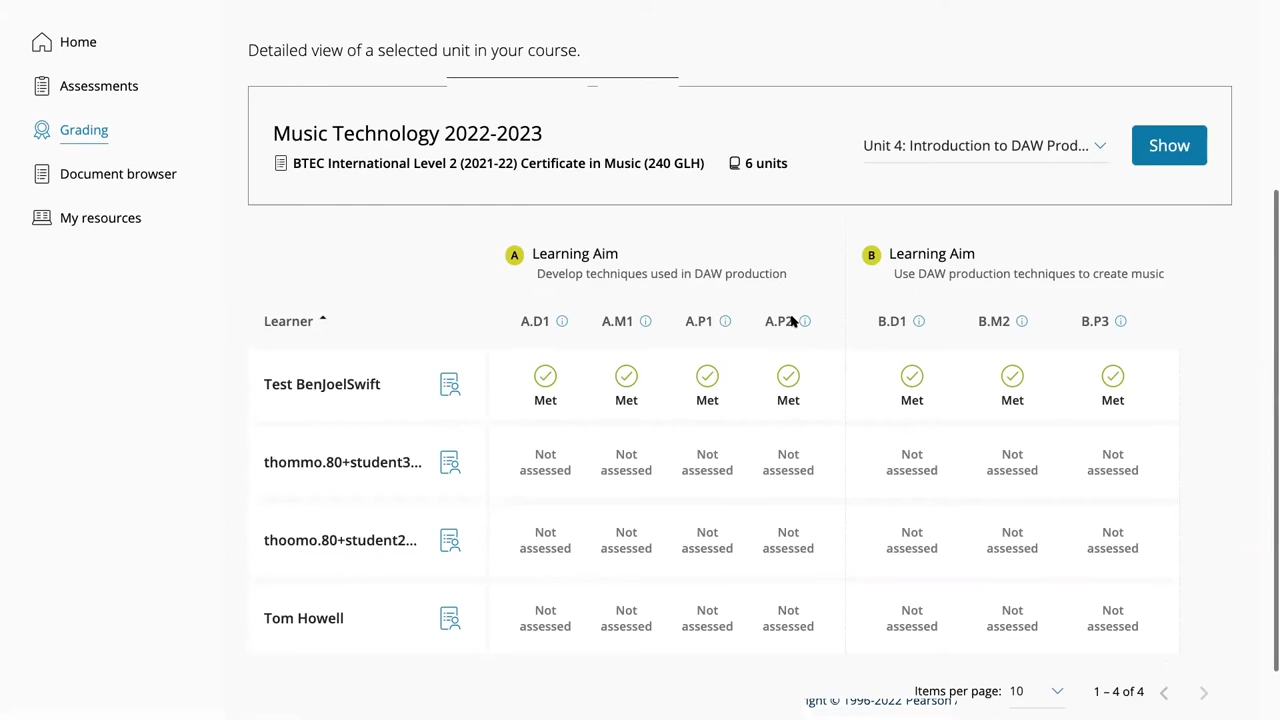 Home
Assessments
Grading
Document browser
My resources
Detailed view of a selected unit in your course.
Music Technology 2022-2023
BTEC International Level 2 (2021-22) Certificate in Music (240 GLH) 6 units
Unit 4: Introduction to DAW Prod...
Show
A Learning Aim
Develop techniques used in DAW production
B Learning Aim
Use DAW production techniques to create music
Learner A.D1 A.M1 A.P1 A.P2 B.D1 B.M2 B.P3
Test BenJoelSwift
Met Met Met Met Met Met Met
thommo.80+student3...
Not Not Not Not Not Not Not
assessed assessed assessed assessed assessed assessed assessed
thoomo.80+student2...
Not Not Not Not Not Not Not
assessed assessed assessed assessed assessed assessed assessed
Tom Howell
Not Not Not Not Not Not Not
assessed assessed assessed assessed assessed assessed assessed
Items per page: 10 1 – 4 of 4
ight © 1996-2022 Pearson